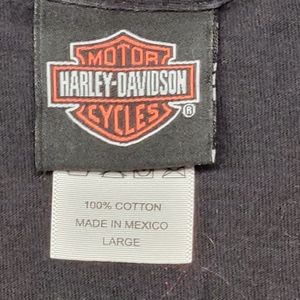 MOTOR
HARLEY-DAVIDSON
CYCLES
®
100% COTTON
MADE IN MEXICO
LARGE